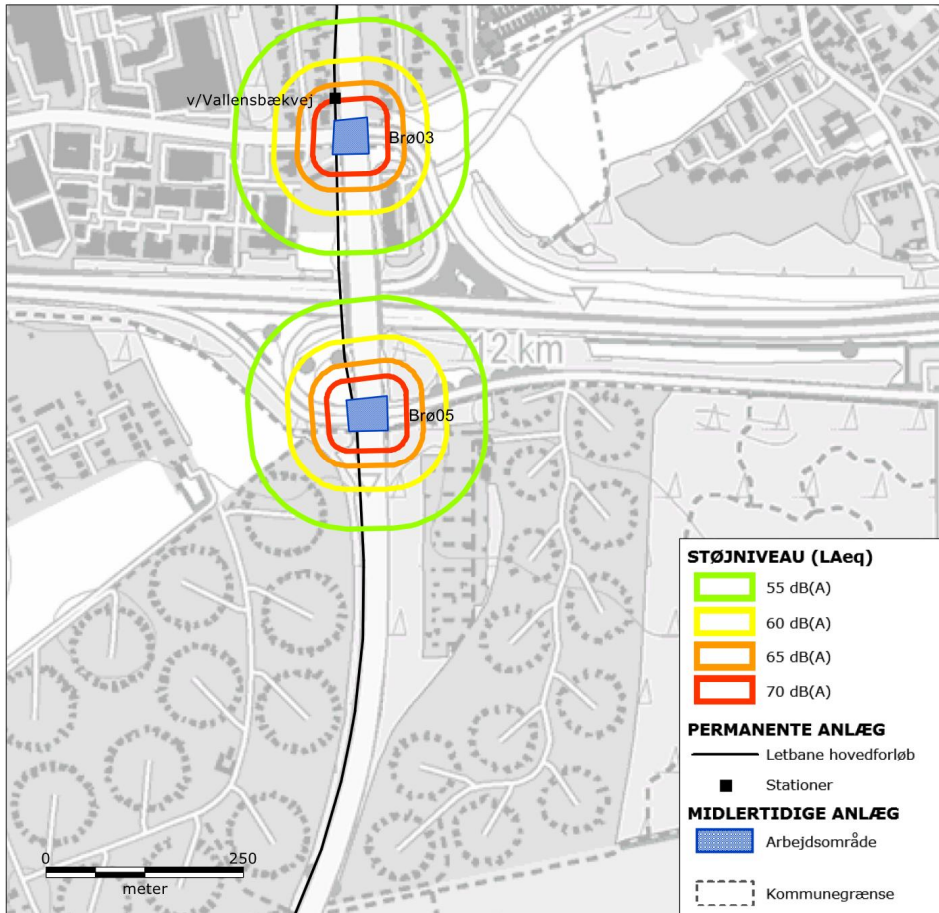 v/Vallensbækvej
Brø03
12 km
Brø05
STØJNIVEAU (LAeq)
55 dB(A)
60 dB(A)
65 dB(A)
70 dB(A)
PERMANENTE ANLÆG
Letbane hovedforløb
Stationer
MIDLERTIDIGE ANLÆG
Arbejdsområde
Kommunegrænse
0 250
meter